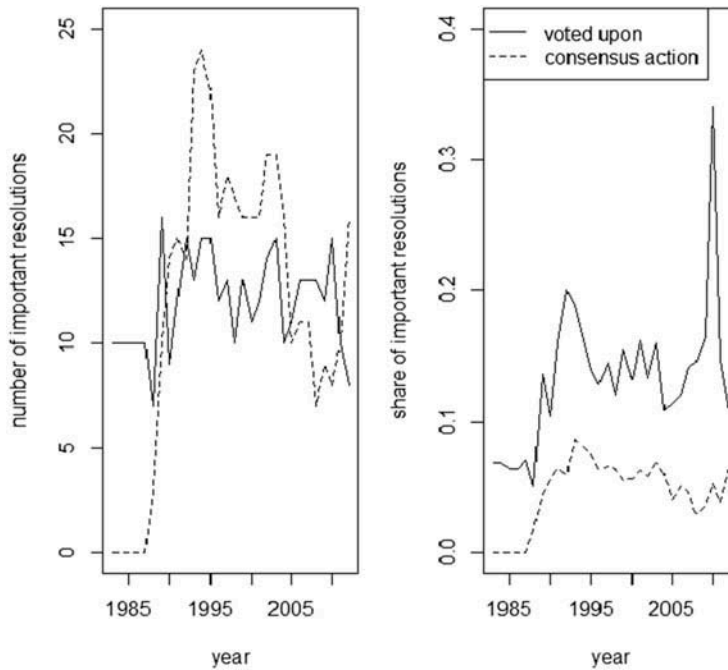 number of important resolutions
25
20
15
10
5
0
1985 1995 2005
year
share of important resolutions
0.4
0.3
0.2
0.1
0.0
voted upon
consensus action
1985 1995 2005
year